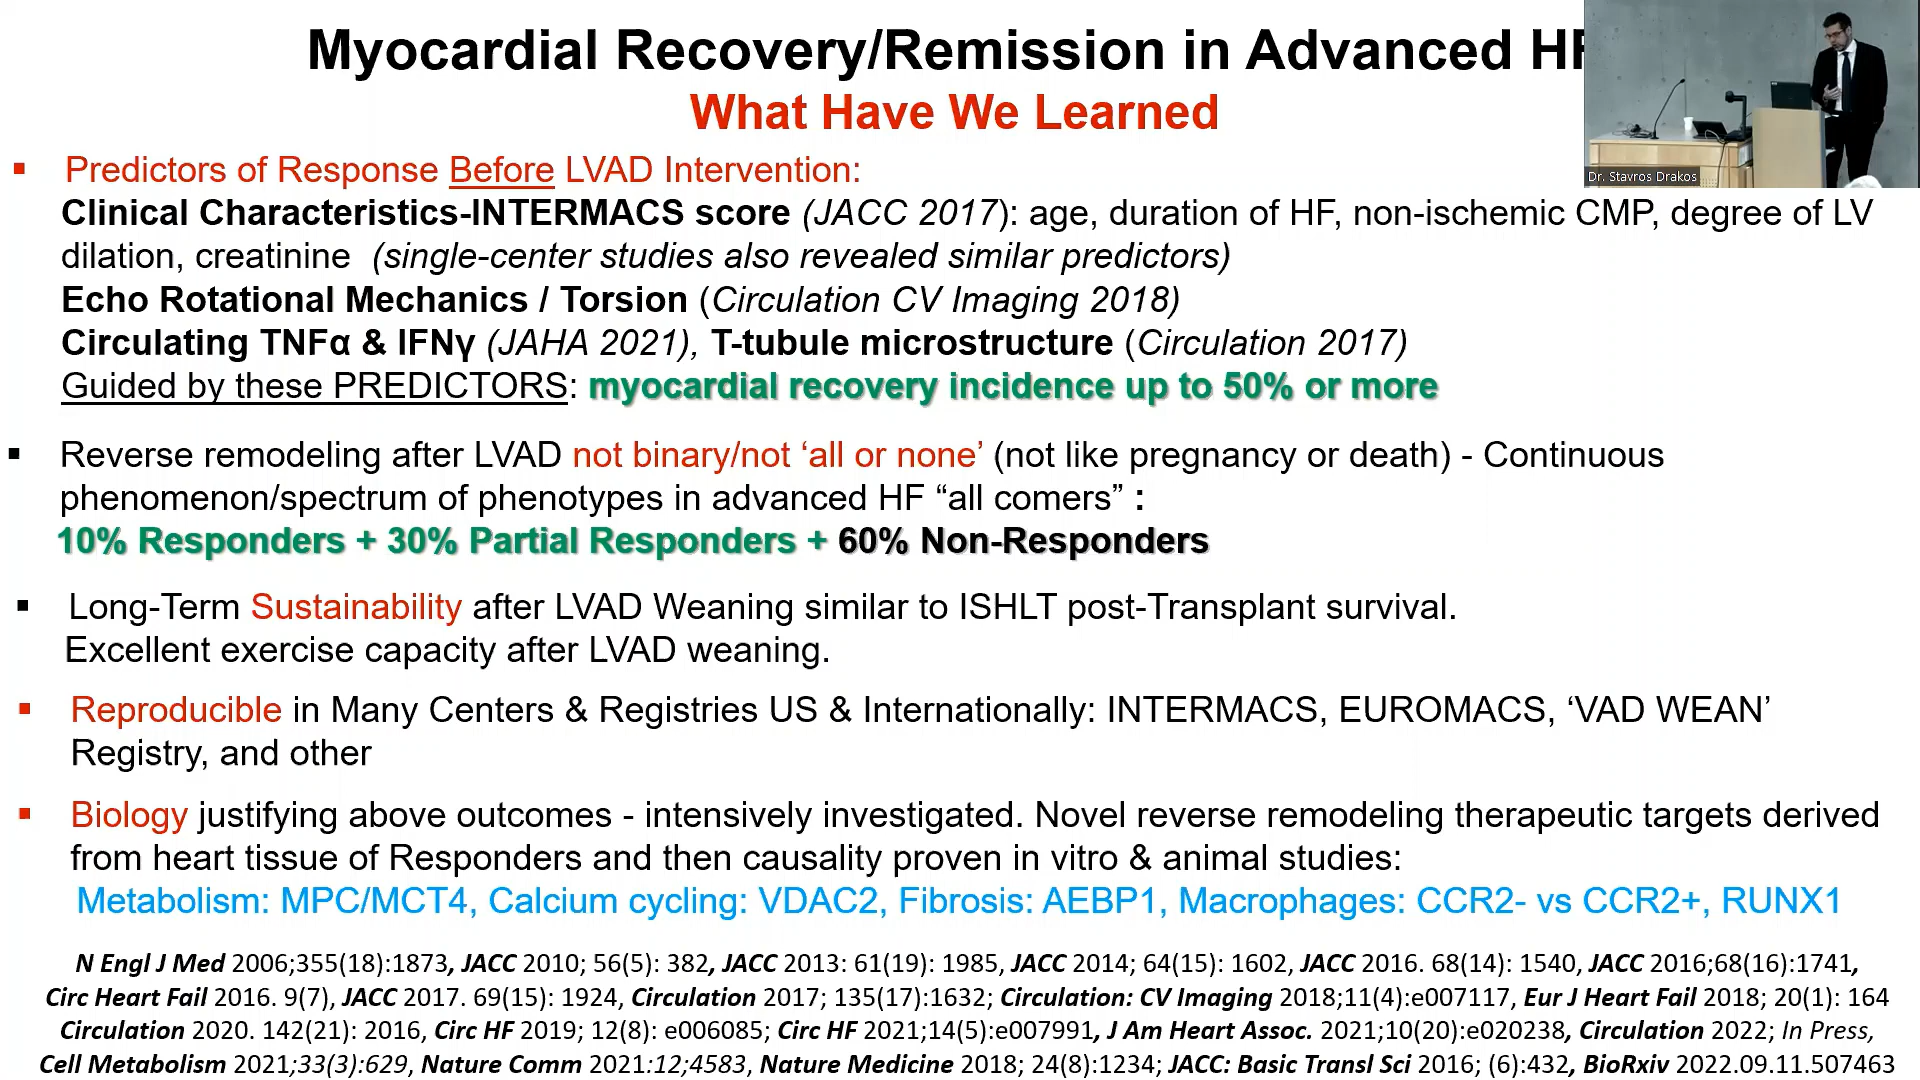 Myocardial Recovery/Remission in Advanced HF
What Have We Learned
Dr. Stavros Drakos
▪ Predictors of Response Before LVAD Intervention:
Clinical Characteristics-INTERMACS score (JACC 2017): age, duration of HF, non-ischemic CMP, degree of LV
dilation, creatinine (single-center studies also revealed similar predictors)
Echo Rotational Mechanics / Torsion (Circulation CV Imaging 2018)
Circulating TNFα & IFNγ (JAHA 2021), T-tubule microstructure (Circulation 2017)
Guided by these PREDICTORS: myocardial recovery incidence up to 50% or more
▪ Reverse remodeling after LVAD not binary/not ‘all or none’ (not like pregnancy or death) - Continuous
phenomenon/spectrum of phenotypes in advanced HF “all comers” :
10% Responders + 30% Partial Responders + 60% Non-Responders
▪ Long-Term Sustainability after LVAD Weaning similar to ISHLT post-Transplant survival.
Excellent exercise capacity after LVAD weaning.
▪ Reproducible in Many Centers & Registries US & Internationally: INTERMACS, EUROMACS, ‘VAD WEAN’
Registry, and other
▪ Biology justifying above outcomes - intensively investigated. Novel reverse remodeling therapeutic targets derived
from heart tissue of Responders and then causality proven in vitro & animal studies:
Metabolism: MPC/MCT4, Calcium cycling: VDAC2, Fibrosis: AEBP1, Macrophages: CCR2- vs CCR2+, RUNX1
N Engl J Med 2006;355(18):1873, JACC 2010; 56(5): 382, JACC 2013: 61(19): 1985, JACC 2014; 64(15): 1602, JACC 2016. 68(14): 1540, JACC 2016;68(16):1741,
Circ Heart Fail 2016. 9(7), JACC 2017. 69(15): 1924, Circulation 2017; 135(17):1632; Circulation: CV Imaging 2018;11(4):e007117, Eur J Heart Fail 2018; 20(1): 164
Circulation 2020. 142(21): 2016, Circ HF 2019; 12(8): e006085; Circ HF 2021;14(5):e007991, J Am Heart Assoc. 2021;10(20):e020238, Circulation 2022; In Press,
Cell Metabolism 2021;33(3):629, Nature Comm 2021:12;4583, Nature Medicine 2018; 24(8):1234; JACC: Basic Transl Sci 2016; (6):432, BioRxiv 2022.09.11.507463